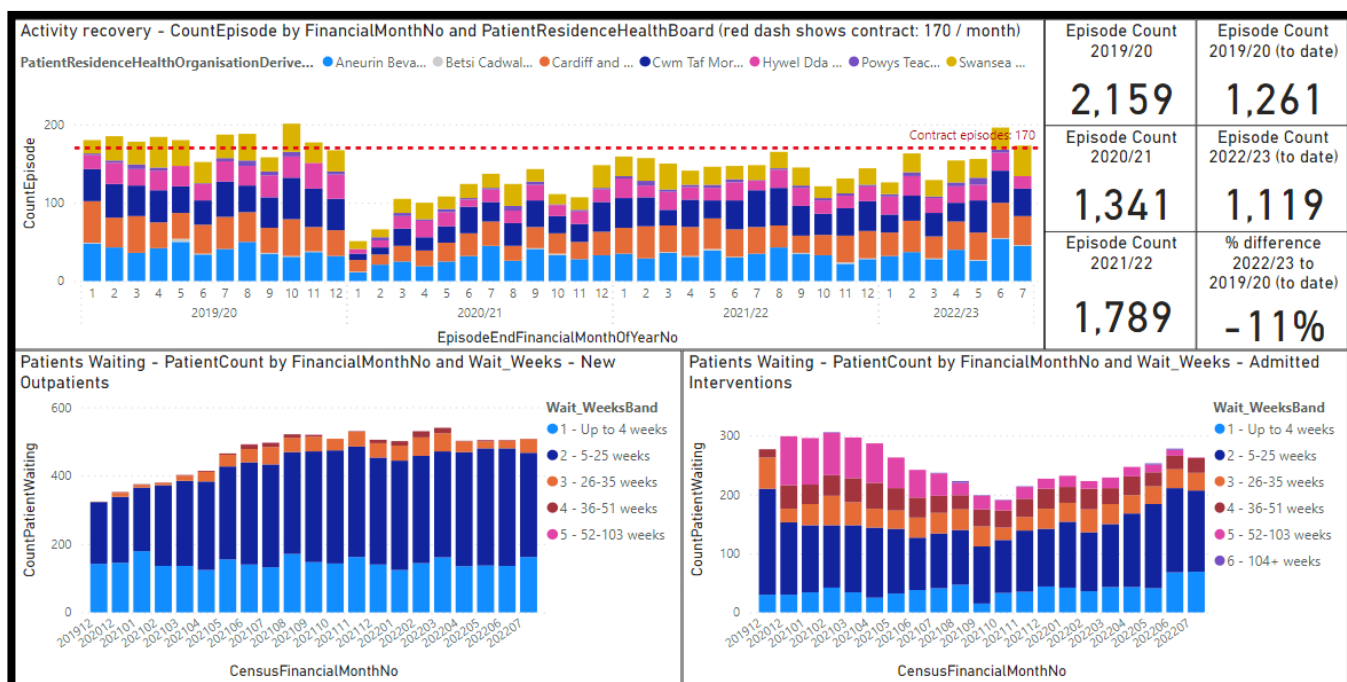 Activity recovery - CountEpisode by FinancialMonthNo and PatientResidenceHealthBoard (red dash shows contract: 170 / month)
PatientResidenceHealthOrganisationDerive... Aneurin Beva... Betsi Cadwal... Cardiff and ... Cwm Taf Mor... Hywel Dda ... Powys Teac... Swansea ...
CountEpisode
200
100
0
Contract episodes: 170
1 2 3 4 5 6 7 8 9 10 11 12 1 2 3 4 5 6 7 8 9 10 11 12 1 2 3 4 5 6 7 8 9 10 11 12 1 2 3 4 5 6 7
2019/20 2020/21 2021/22 2022/23
EpisodeEndFinancialMonthOfYearNo
Episode Count
2019/20
2,159
Episode Count
2019/20 (to date)
1,261
Episode Count
2020/21
1,341
Episode Count
2022/23 (to date)
1,119
Episode Count
2021/22
1,789
% difference
2022/23 to
2019/20 (to date)
-11%
Patients Waiting - PatientCount by FinancialMonthNo and Wait_Weeks - New
Outpatients
CountPatientWaiting
600
400
200
0
201912 202012 202101 202102 202103 202104 202105 202106 202107 202108 202109 202110 202111 202112 202201 202202 202203 202204 202205 202206 202207
CensusFinancialMonthNo
Wait_WeeksBand
1 - Up to 4 weeks
2 - 5-25 weeks
3 - 26-35 weeks
4 - 36-51 weeks
5 - 52-103 weeks
Patients Waiting - PatientCount by FinancialMonthNo and Wait_Weeks - Admitted
Interventions
CountPatientWaiting
300
200
100
0
201912 202012 202101 202102 202103 202104 202105 202106 202107 202108 202109 202110 202111 202112 202201 202202 202203 202204 202205 202206 202207
CensusFinancialMonthNo
Wait_WeeksBand
1 - Up to 4 weeks
2 - 5-25 weeks
3 - 26-35 weeks
4 - 36-51 weeks
5 - 52-103 weeks
6 - 104+ weeks